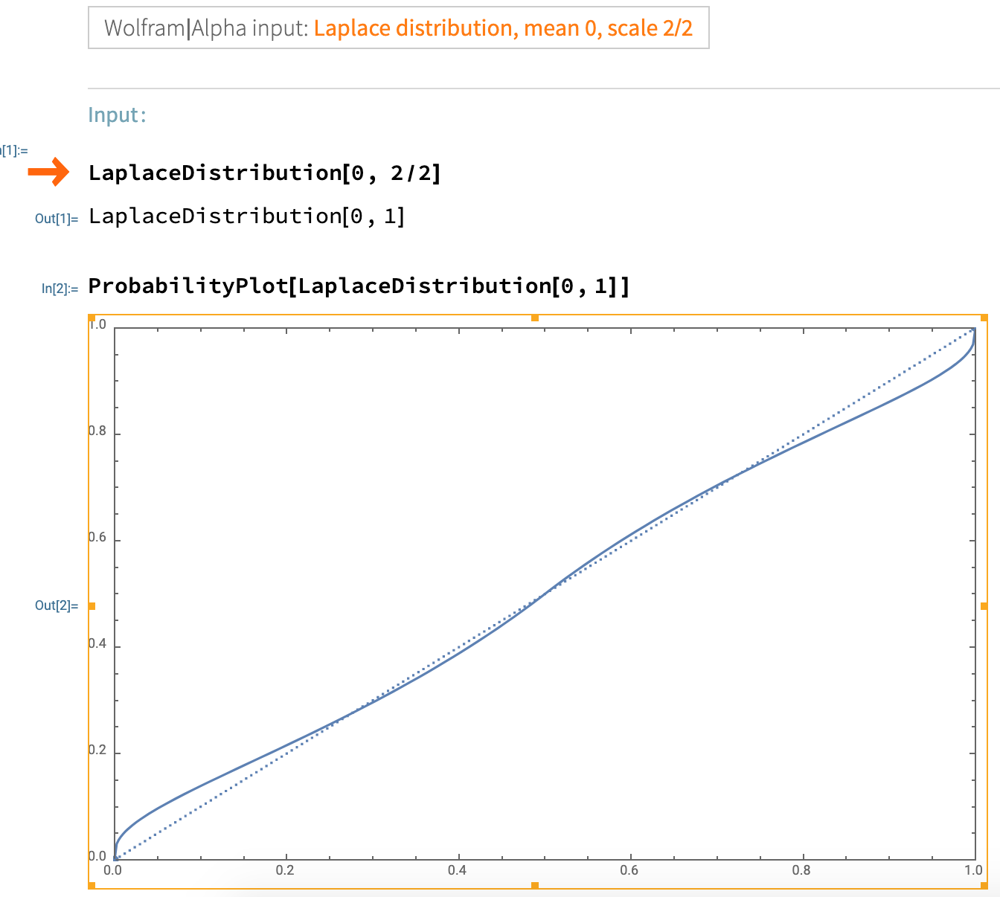 Wolfram|Alpha input: Laplace distribution, mean 0, scale 2/2
Input:
[1]:=
LaplaceDistribution[0, 2/2]
Out[1]= LaplaceDistribution[0, 1]
In[2]:= ProbabilityPlot[LaplaceDistribution[0, 1]]
1.0
0.8
0.6
Out[2]=
0.4
0.2
0.0
0.0 0.2 0.4 0.6 0.8 1.0